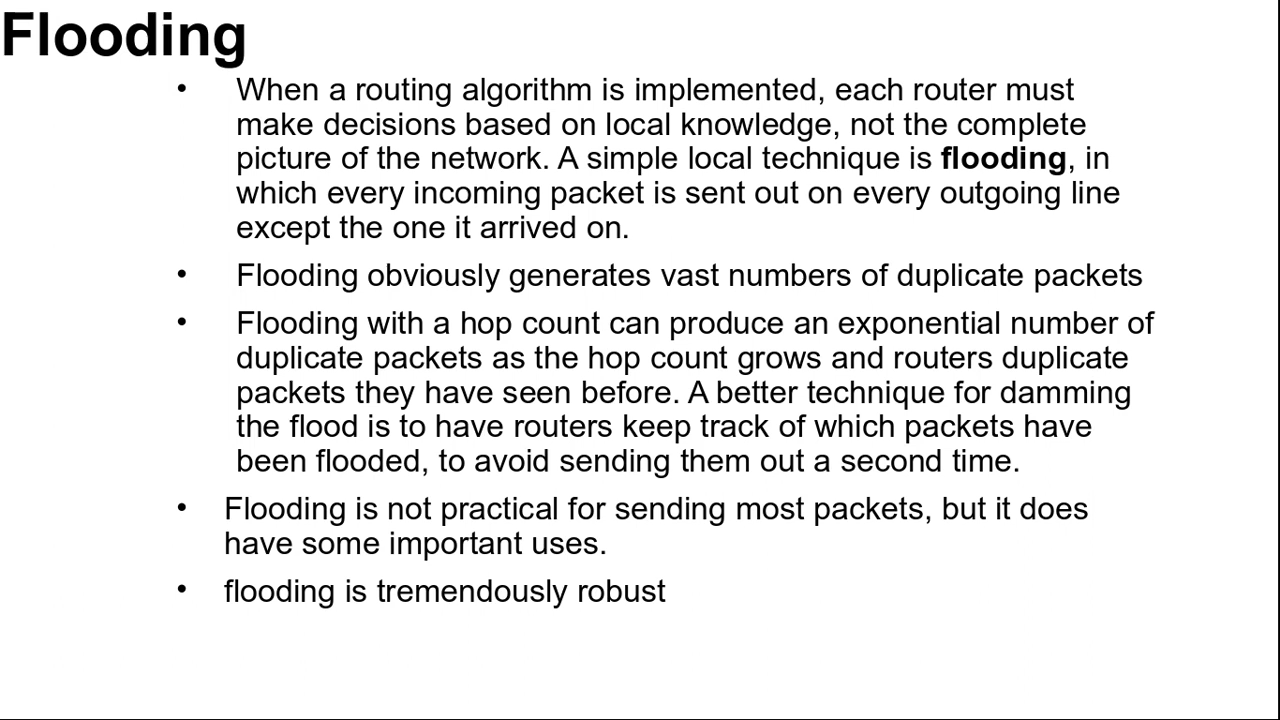 Flooding
• When a routing algorithm is implemented, each router must
make decisions based on local knowledge, not the complete
picture of the network. A simple local technique is flooding, in
which every incoming packet is sent out on every outgoing line
except the one it arrived on.
• Flooding obviously generates vast numbers of duplicate packets
• Flooding with a hop count can produce an exponential number of
duplicate packets as the hop count grows and routers duplicate
packets they have seen before. A better technique for damming
the flood is to have routers keep track of which packets have
been flooded, to avoid sending them out a second time.
• Flooding is not practical for sending most packets, but it does
have some important uses.
• flooding is tremendously robust